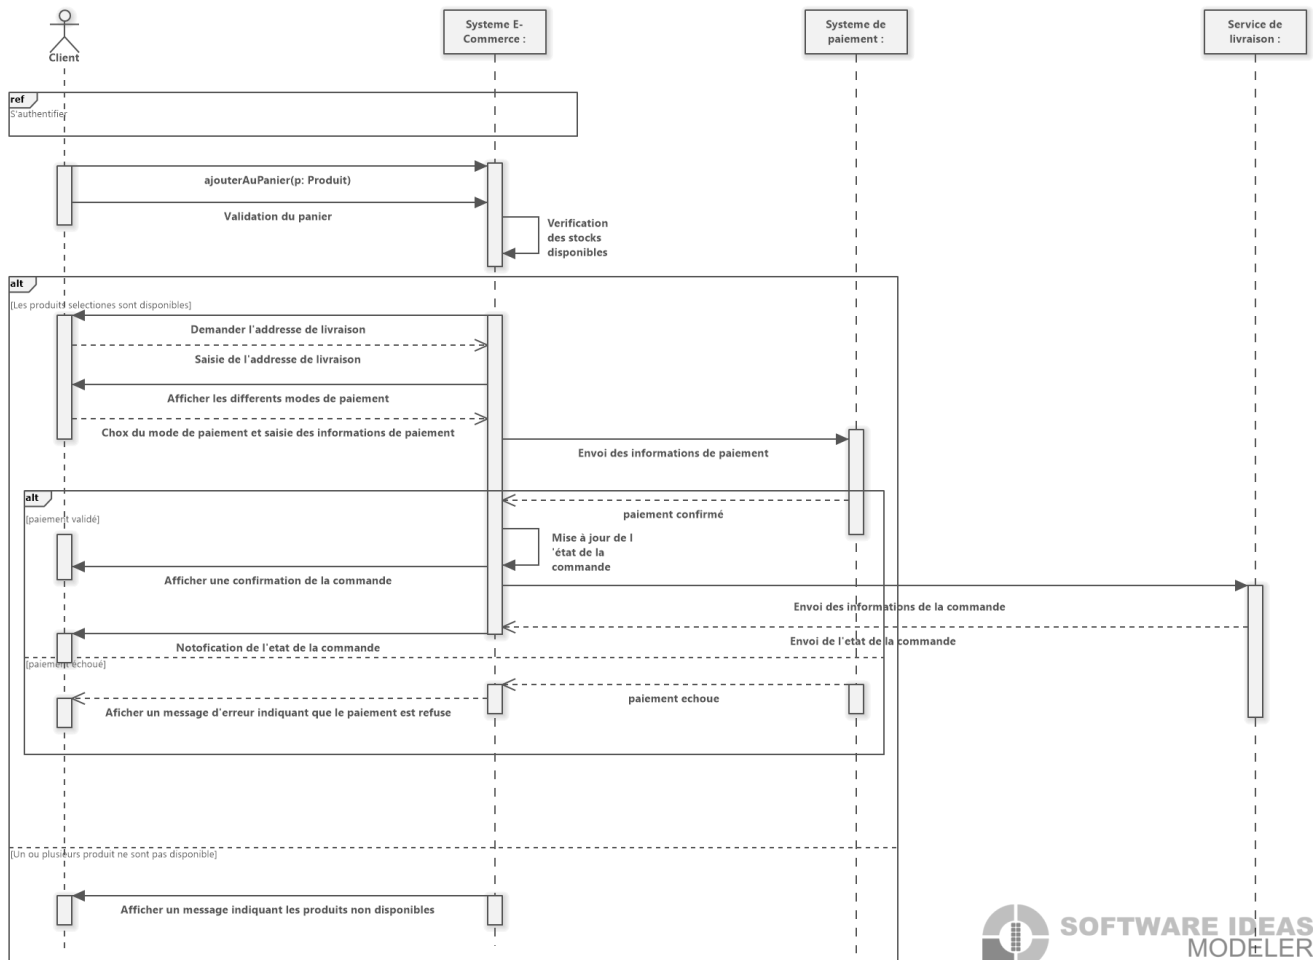 Client
Systeme E-
Commerce :
Systeme de
paiement :
Service de
livraison :
ref
S'authentifier
ajouterAuPanier(p: Produit)
Validation du panier
Verification
des stocks
disponibles
alt
[Les produits selectiones sont disponibles]
Demander l'addresse de livraison
Saisie de l'addresse de livraison
Afficher les differents modes de paiement
Chox du mode de paiement et saisie des informations de paiement
Envoi des informations de paiement
alt
[paiement validé]
paiement confirmé
Mise à jour de l
'état de la
commande
Afficher une confirmation de la commande
Envoi des informations de la commande
Envoi de l'etat de la commande
Notofication de l'etat de la commande
[paiement échoué]
paiement echoue
Aficher un message d'erreur indiquant que le paiement est refuse
[Un ou plusieurs produit ne sont pas disponible]
Afficher un message indiquant les produits non disponibles
SOFTWARE IDEAS
MODELER